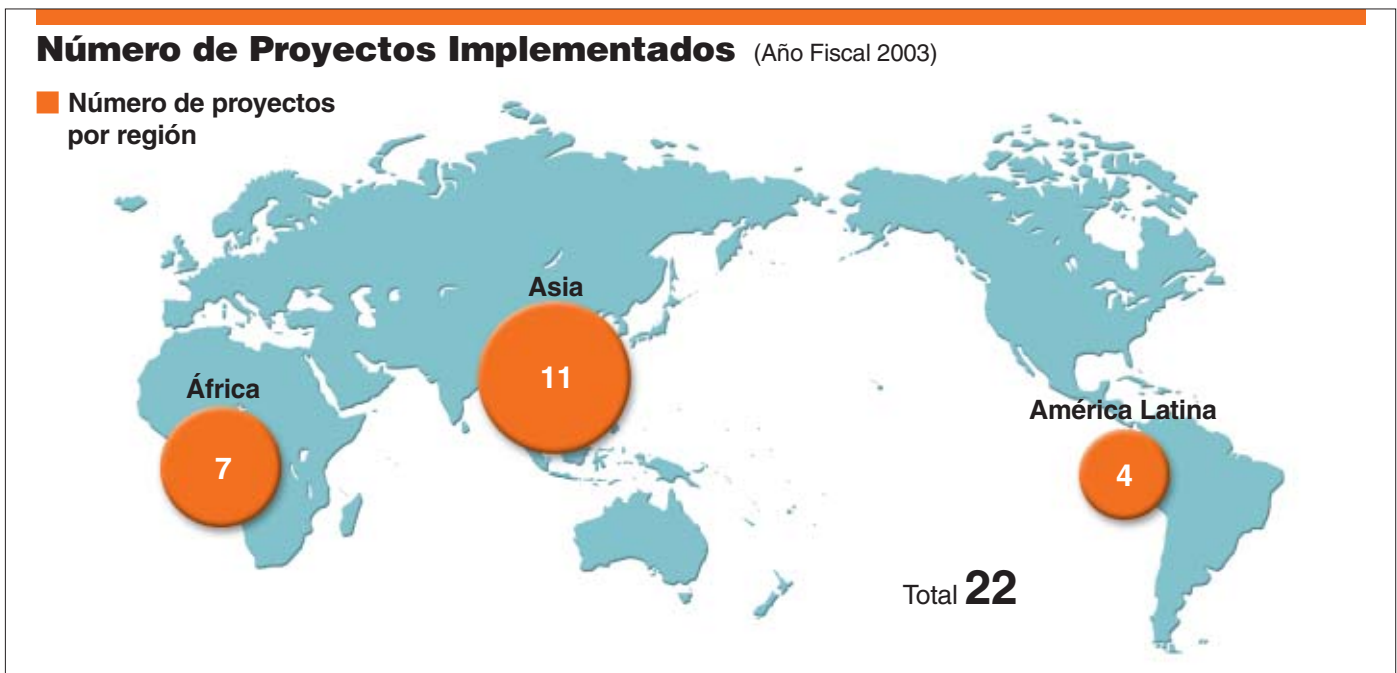 Número de Proyectos Implementados (Año Fiscal 2003)
Número de proyectos
por región
Asia
11
África
7
América Latina
4
Total 22